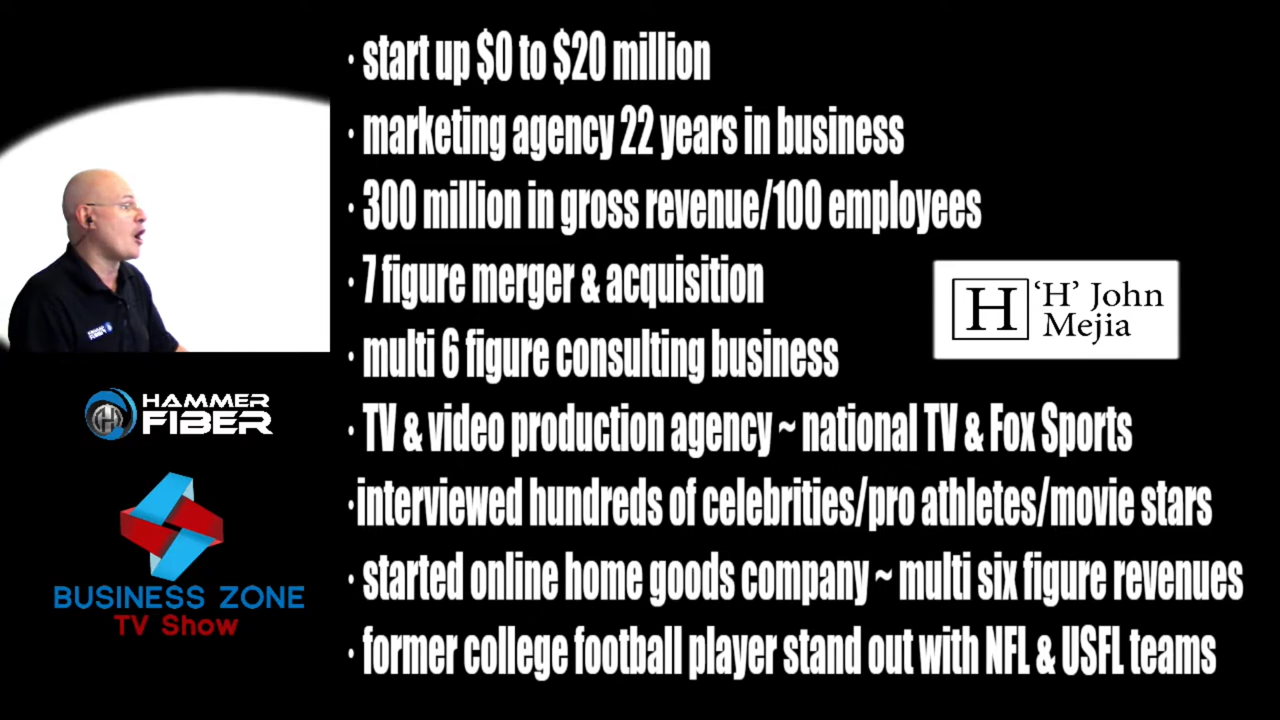 · start up $0 to $20 million
· marketing agency 22 years in business
· 300 million in gross revenue/100 employees
· 7 figure merger & acquisition
· multi 6 figure consulting business
· TV & video production agency ~ national TV & Fox Sports
·interviewed hundreds of celebrities/pro athletes/movie stars
· started online home goods company ~ multi six figure revenues
· former college football player stand out with NFL & USFL teams
H
‘H’ John
Mejia
HAMMER
FIBER
BUSINESS ZONE
TV Show